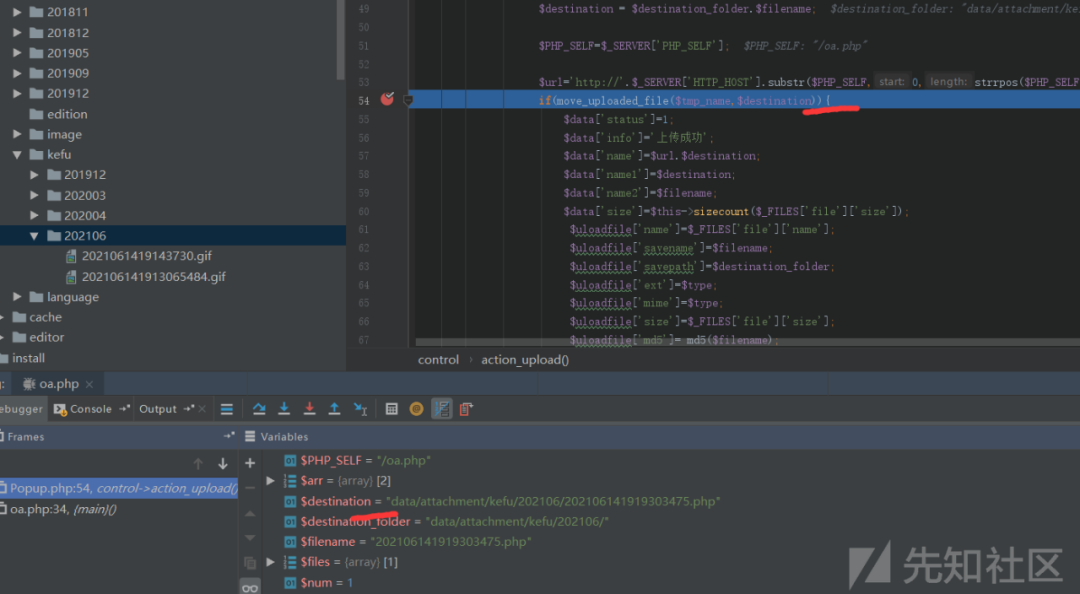 201811
201812
201905
201909
201912
edition
image
kefu
201912
202003
202004
202106
2021061419143730.gif
202106141913065484.gif
language
cache
editor
install
49 $destination = $destination_folder.$filename; $destination_folder: "data/attachment/ke
50
51 $PHP_SELF=$_SERVER['PHP_SELF']; $PHP_SELF: "/oa.php"
52
53 $url='http://'.$_SERVER['HTTP_HOST'].substr($PHP_SELF, start: 0, length: strrpos($PHP_SELF
54 if(move_uploaded_file($tmp_name,$destination)){
55 $data['status']=1;
56 $data['info']='上传成功';
57 $data['name']=$url.$destination;
58 $data['name1']=$destination;
59 $data['name2']=$filename;
60 $data['size']=$this->sizecount($_FILES['file']['size']);
61 $uloadfile['name']=$_FILES['file']['name'];
62 $uloadfile['savename']=$filename;
63 $uloadfile['savepath']=$destination_folder;
64 $uloadfile['ext']=$type;
65 $uloadfile['mime']=$type;
66 $uloadfile['size']=$_FILES['file']['size'];
67 $uloadfile['md5']= md5($filename);
control › action_upload()
g: oa.php ×
ebugger Console Output
Frames
Variables
Popup.php:54, control->action_upload()
oa.php:34, {main}()
$PHP_SELF = "/oa.php"
$arr = {array} [2]
$destination = "data/attachment/kefu/202106/202106141919303475.php"
$destination_folder = "data/attachment/kefu/202106/"
$filename = "202106141919303475.php"
$files = {array} [1]
$num = 1
先知社区